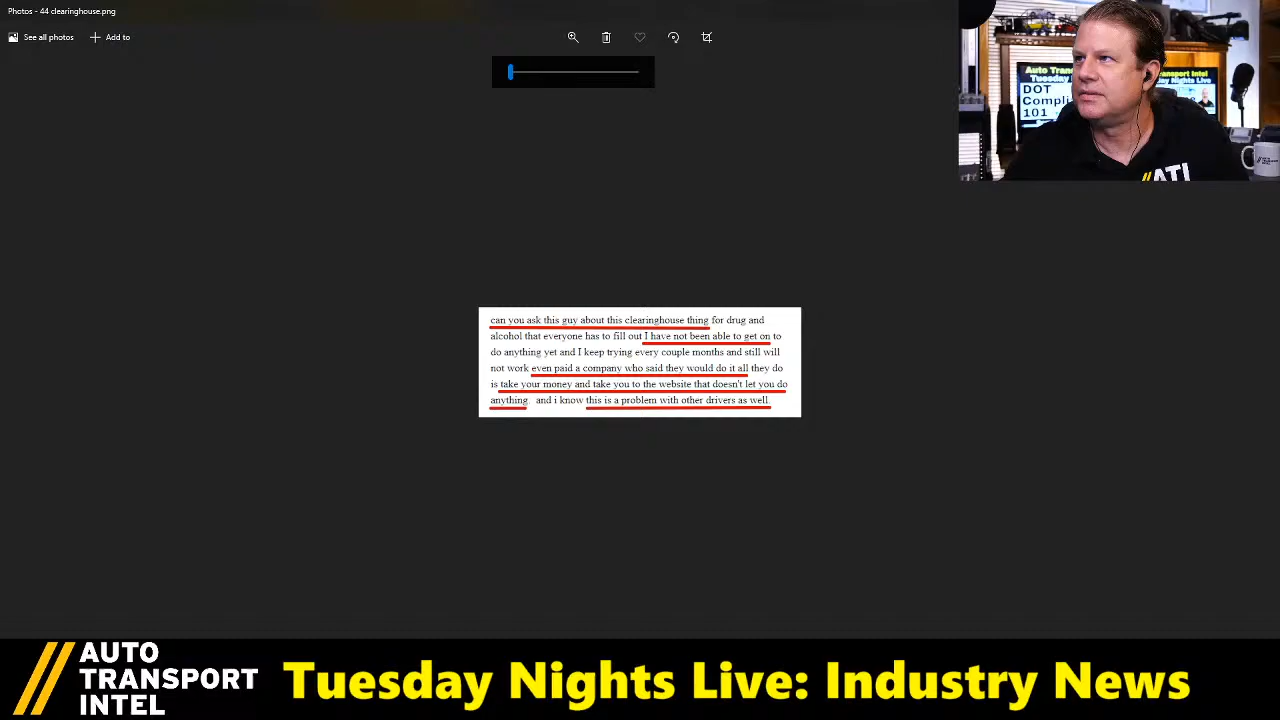 Photos - 44 clearinghouse.png
See all photos
Add to
can you ask this guy about this clearinghouse thing for drug and
alcohol that everyone has to fill out I have not been able to get on to
do anything yet and I keep trying every couple months and still will
not work even paid a company who said they would do it all they do
is take your money and take you to the website that doesn't let you do
anything. and i know this is a problem with other drivers as well.
DOT
Compli
101
//ATI
AUTO
TRANSPORT
INTEL
Tuesday Nights Live: Industry News